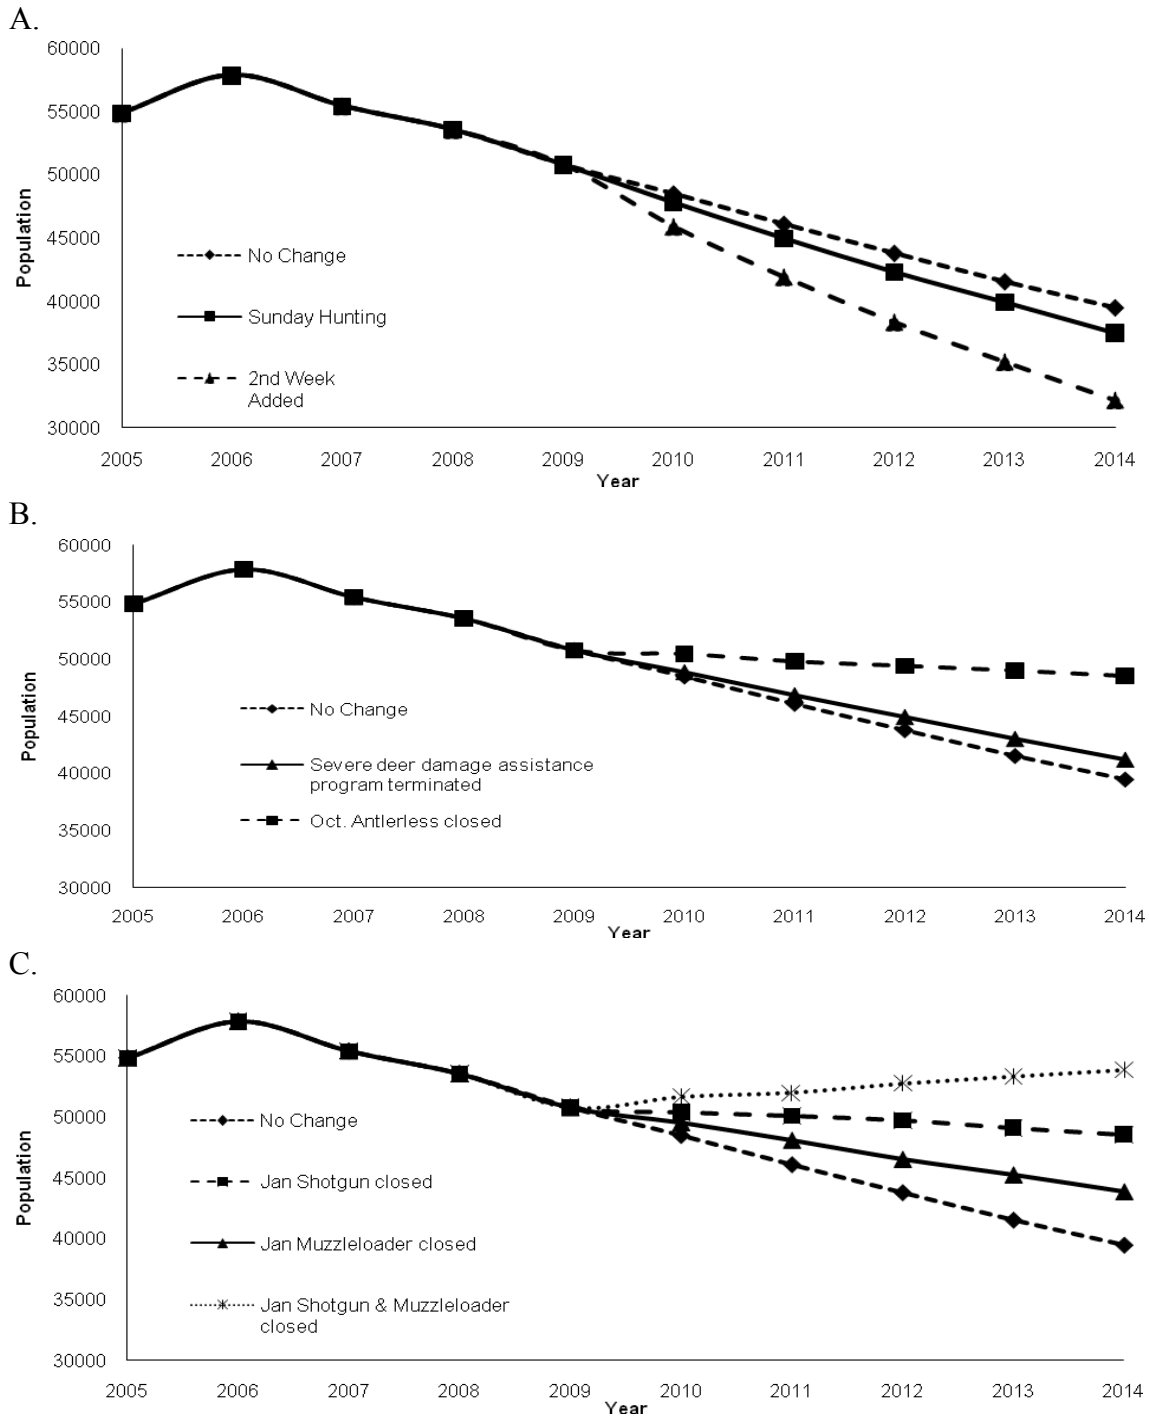 A.
60000
55000
50000
45000
40000
35000
30000
Population
No Change
Sunday Hunting
2nd Week
Added
2005 2006 2007 2008 2009 2010 2011 2012 2013 2014
Year
B.
60000
55000
50000
45000
40000
35000
30000
Population
No Change
Severe deer damage assistance
program terminated
Oct. Antlerless closed
2005 2006 2007 2008 2009 2010 2011 2012 2013 2014
Year
C.
60000
55000
50000
45000
40000
35000
30000
Population
No Change
Jan Shotgun closed
Jan Muzzleloader closed
Jan Shotgun & Muzzleloader
closed
2005 2006 2007 2008 2009 2010 2011 2012 2013 2014
Year